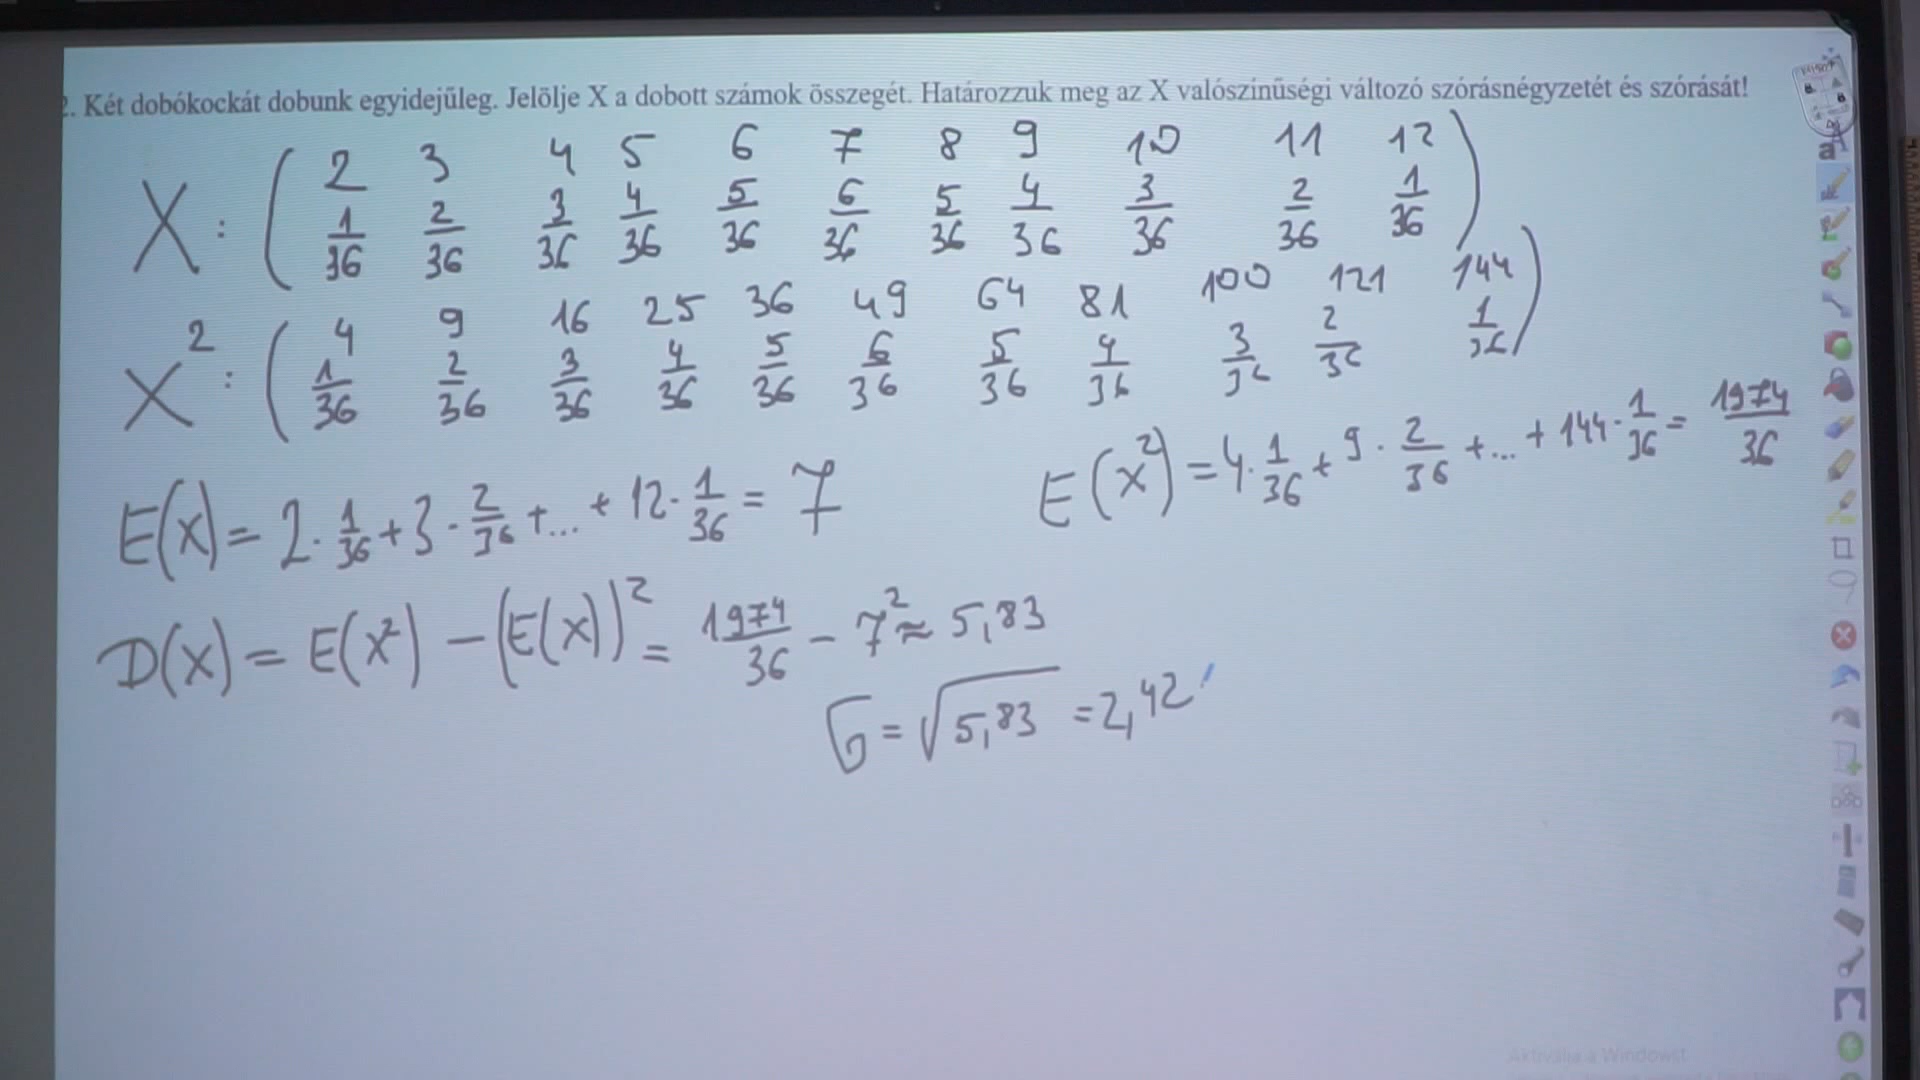 2. Két dobókockát dobunk egyidejűleg. Jelölje X a dobott számok összegét. Határozzuk meg az X valószínűségi változó szórásnégyzetét és szórását!
X : ( 2 3 4 5 6 7 8 9 10 11 12 )
1/36 2/36 3/36 4/36 5/36 6/36 5/36 4/36 3/36 2/36 1/36
X² : ( 4 9 16 25 36 49 64 81 100 121 144 )
1/36 2/36 3/36 4/36 5/36 6/36 5/36 4/36 3/36 2/36 1/36
E(X) = 2 · 1/36 + 3 · 2/36 + ... + 12 · 1/36 = 7
E(X²) = 4 · 1/36 + 9 · 2/36 + ... + 144 · 1/36 = 1974/36
D(X) = E(X²) − (E(X))² = 1974/36 − 7² ≈ 5,83
σ = √5,83 = 2,42
Aktiválja a Windowst